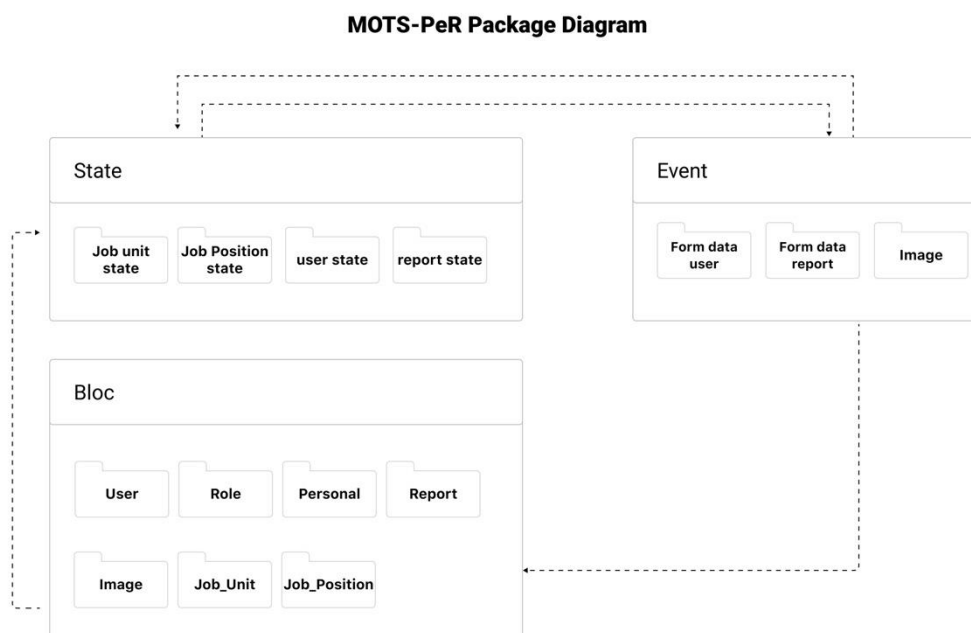 MOTS-PeR Package Diagram
State
Event
Job unit
state
Job Position
state
user state
report state
Form data
user
Form data
report
Image
Bloc
User
Role
Personal
Report
Image
Job_Unit
Job_Position